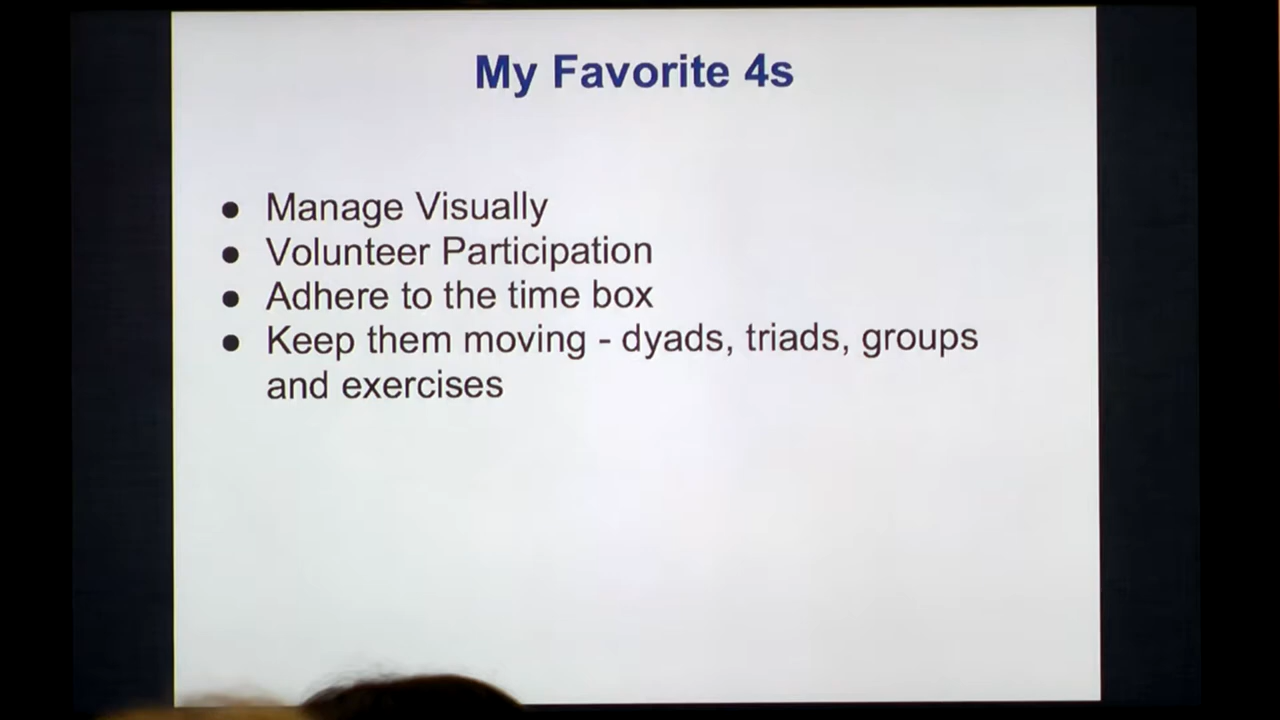 My Favorite 4s
● Manage Visually
● Volunteer Participation
● Adhere to the time box
● Keep them moving - dyads, triads, groups
and exercises